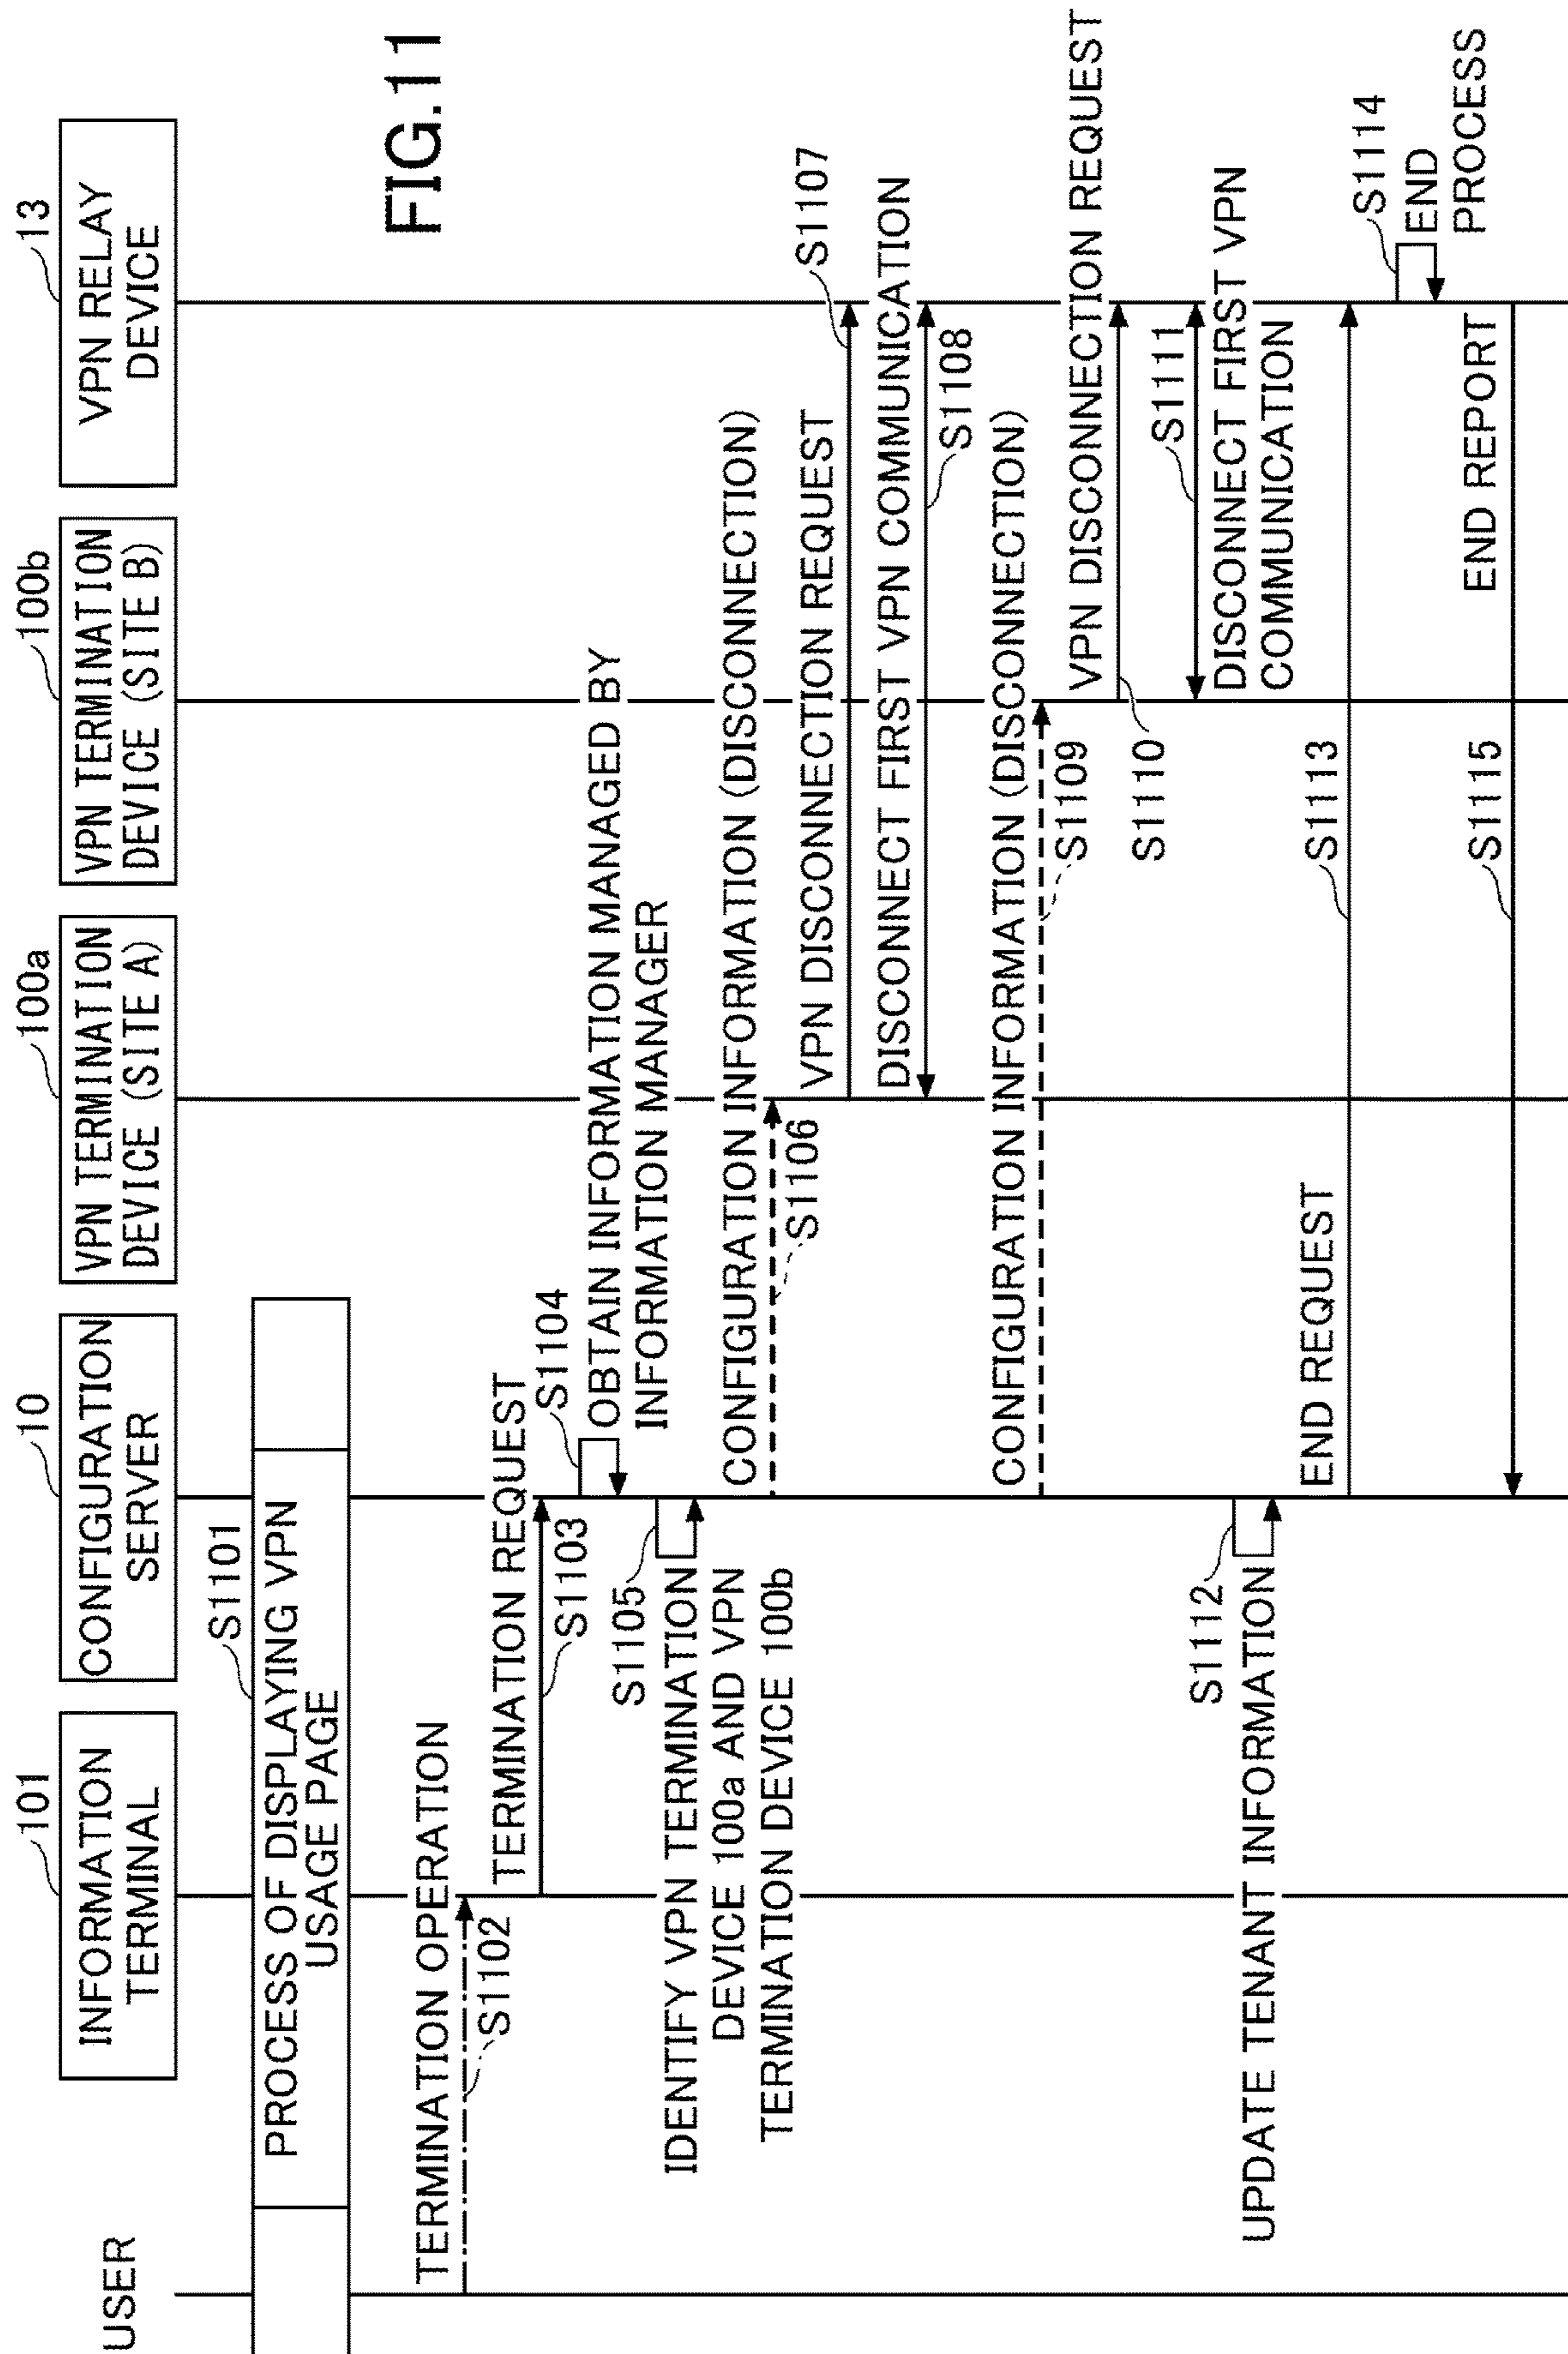 FIG.11
USER
101
INFORMATION
TERMINAL
10
CONFIGURATION
SERVER
100a
VPN TERMINATION
DEVICE (SITE A)
100b
VPN TERMINATION
DEVICE (SITE B)
13
VPN RELAY
DEVICE
S1101
PROCESS OF DISPLAYING VPN
USAGE PAGE
TERMINATION OPERATION
S1102
TERMINATION REQUEST
S1103
S1104
OBTAIN INFORMATION MANAGED BY
INFORMATION MANAGER
S1105
IDENTIFY VPN TERMINATION
DEVICE 100a AND VPN
TERMINATION DEVICE 100b
CONFIGURATION INFORMATION (DISCONNECTION)
S1106
VPN DISCONNECTION REQUEST
S1107
DISCONNECT FIRST VPN COMMUNICATION
S1108
CONFIGURATION INFORMATION (DISCONNECTION)
S1109
VPN DISCONNECTION REQUEST
S1110
S1111
DISCONNECT FIRST VPN
COMMUNICATION
S1112
UPDATE TENANT INFORMATION
END REQUEST
S1113
S1114
END
PROCESS
END REPORT
S1115